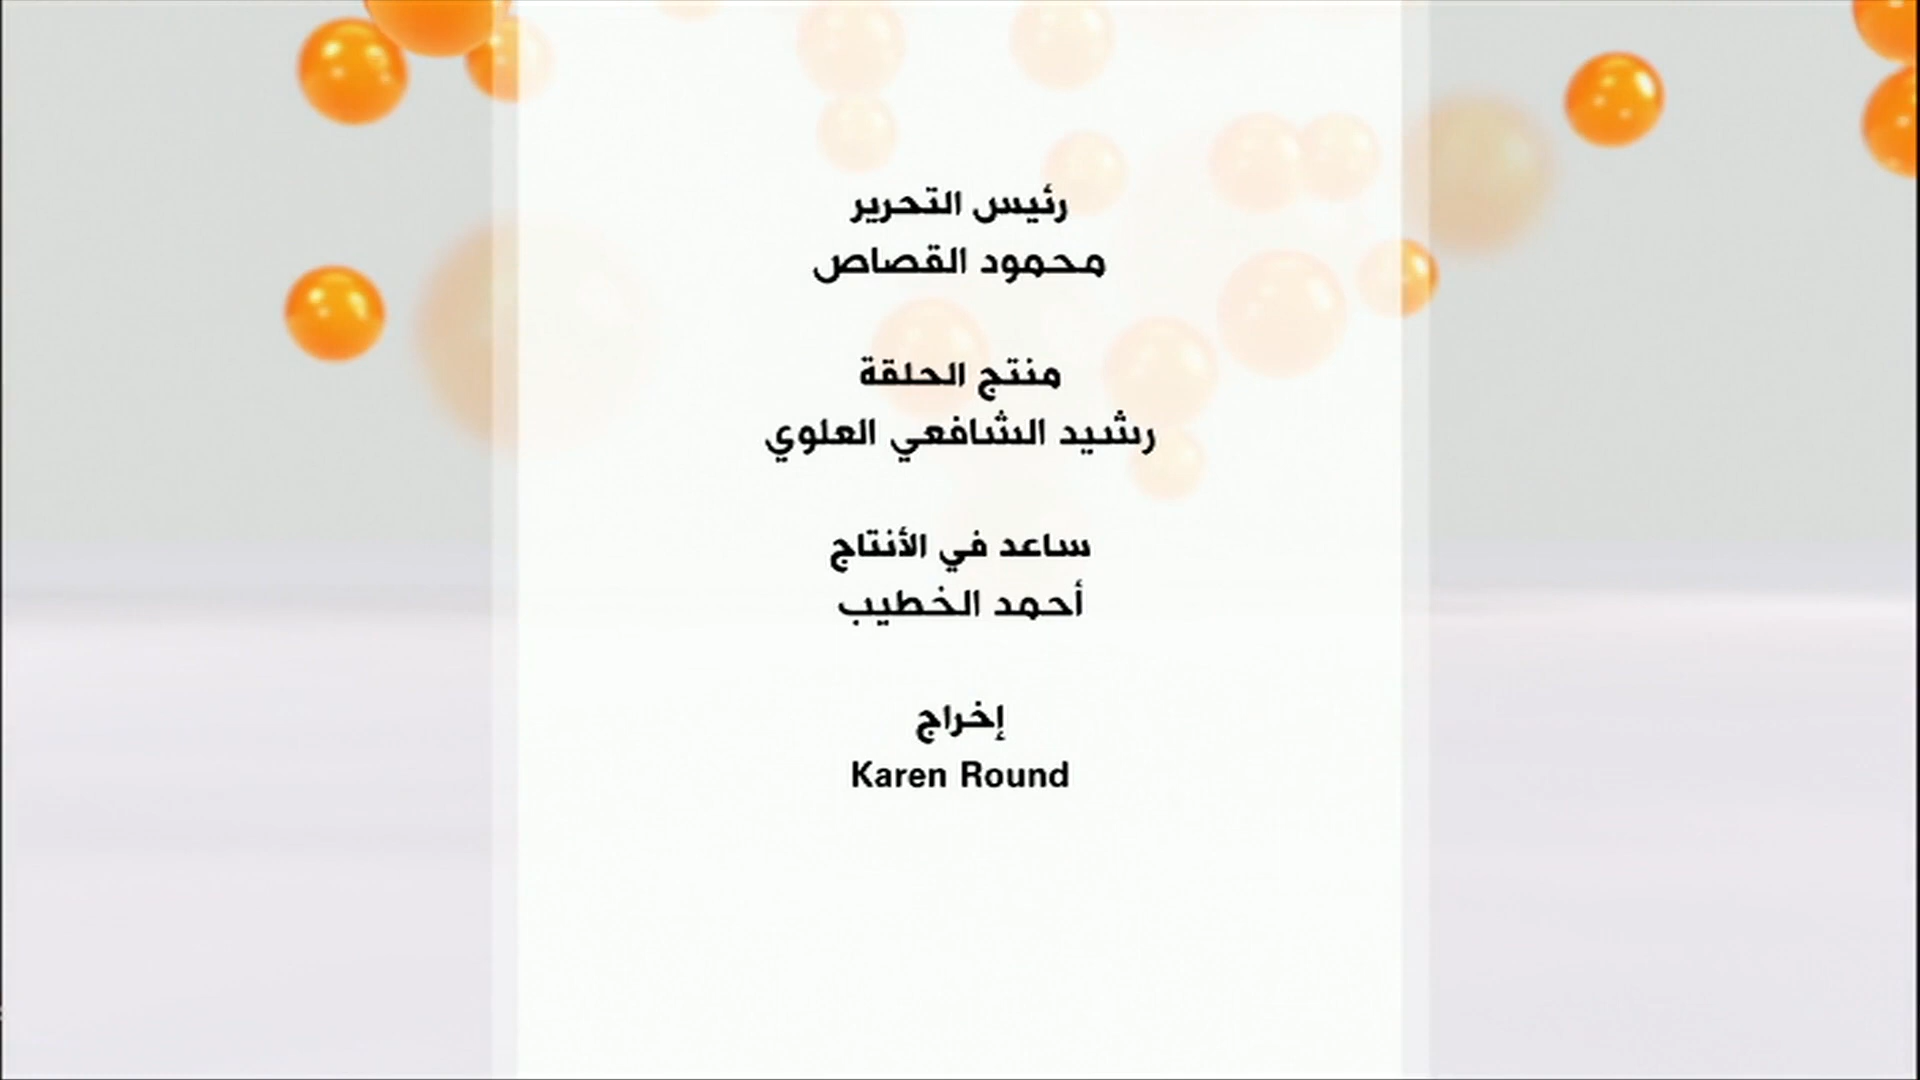 رئيس التحرير
محمود القصاص
منتج الحلقة
رشيد الشافعي العلوي
ساعد في الأنتاج
أحمد الخطيب
إخراج
Karen Round